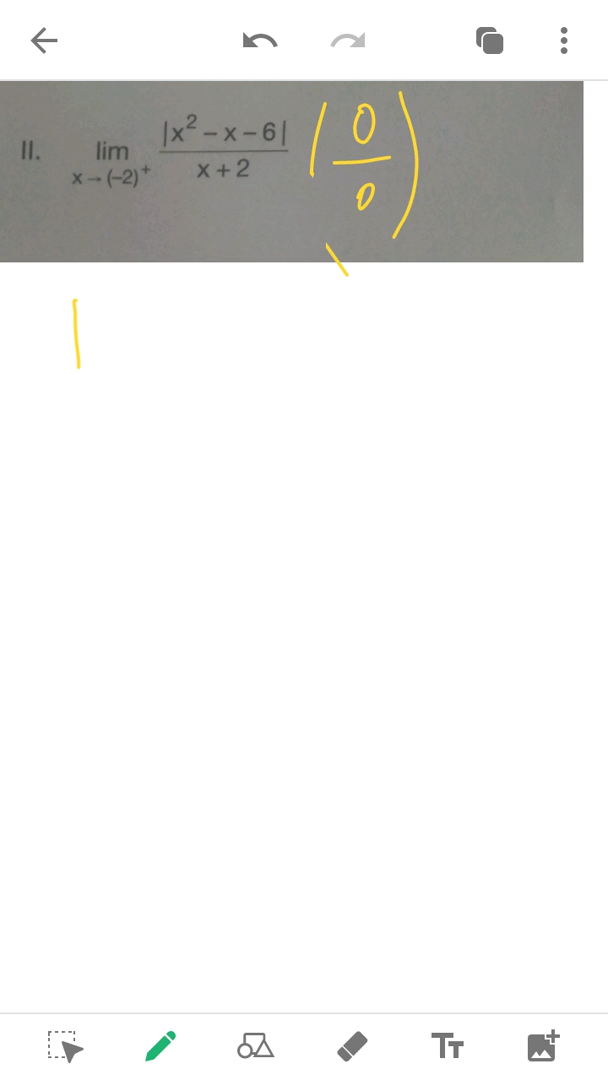 II. lim x→(-2)⁺ |x² - x - 6| / x + 2 (0/0)